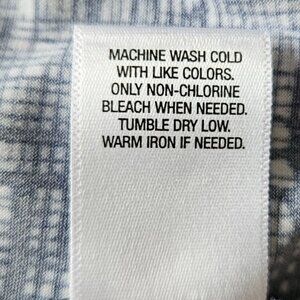 MACHINE WASH COLD
WITH LIKE COLORS.
ONLY NON-CHLORINE
BLEACH WHEN NEEDED.
TUMBLE DRY LOW.
WARM IRON IF NEEDED.